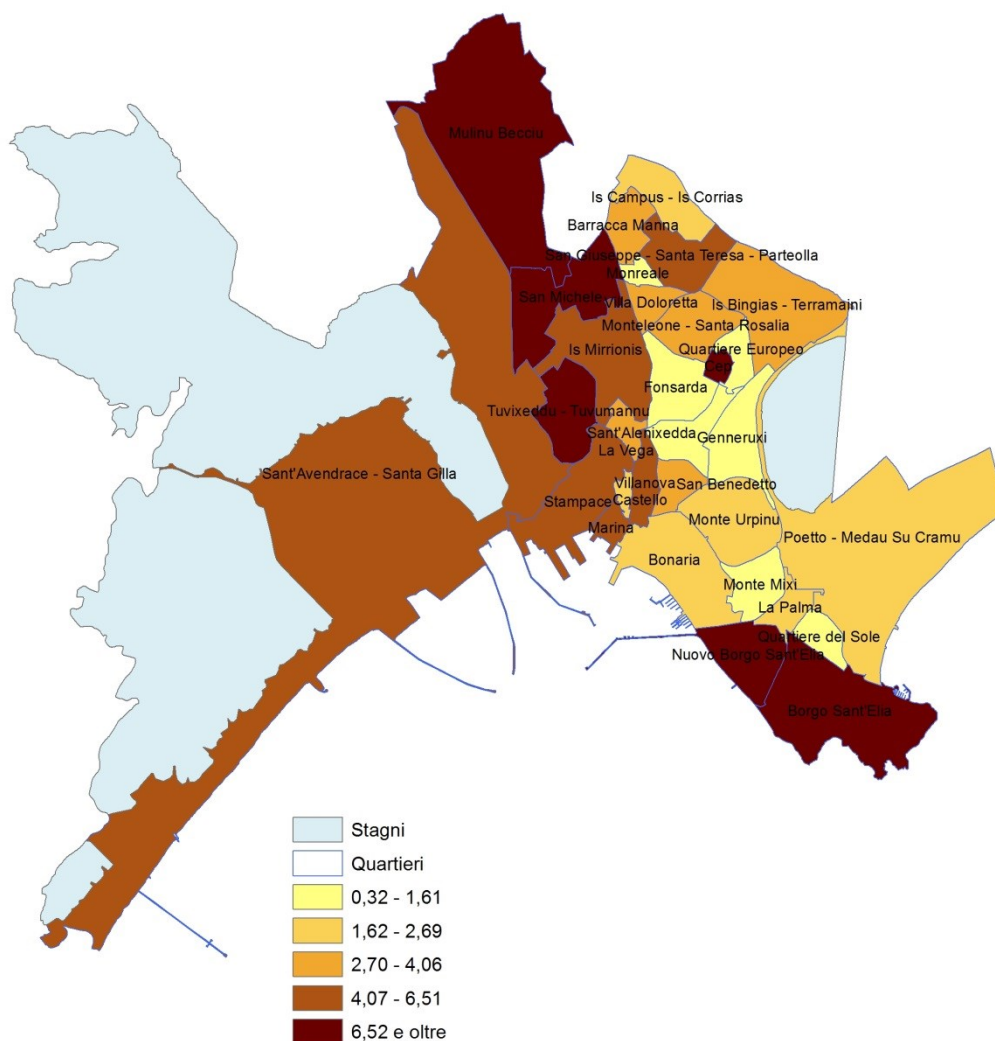 Mulinu Becciu
Is Campus - Is Corrias
Barracca Manna
San Giuseppe - Santa Teresa - Parteolla
Monreale
San Michele
Villa Doloretta
Is Bingias - Terramaini
Monteleone - Santa Rosalia
Is Mirrionis
Quartiere Europeo
Cep
Fonsarda
Tuvixeddu - Tuvumannu
Sant'Alenixedda
Genneruxi
La Vega
Sant'Avendrace - Santa Gilla
Villanova
San Benedetto
Stampace
Castello
Monte Urpinu
Marina
Poetto - Medau Su Cramu
Bonaria
Monte Mixi
La Palma
Quartiere del Sole
Nuovo Borgo Sant'Elia
Borgo Sant'Elia
Stagni
Quartieri
0,32 - 1,61
1,62 - 2,69
2,70 - 4,06
4,07 - 6,51
6,52 e oltre